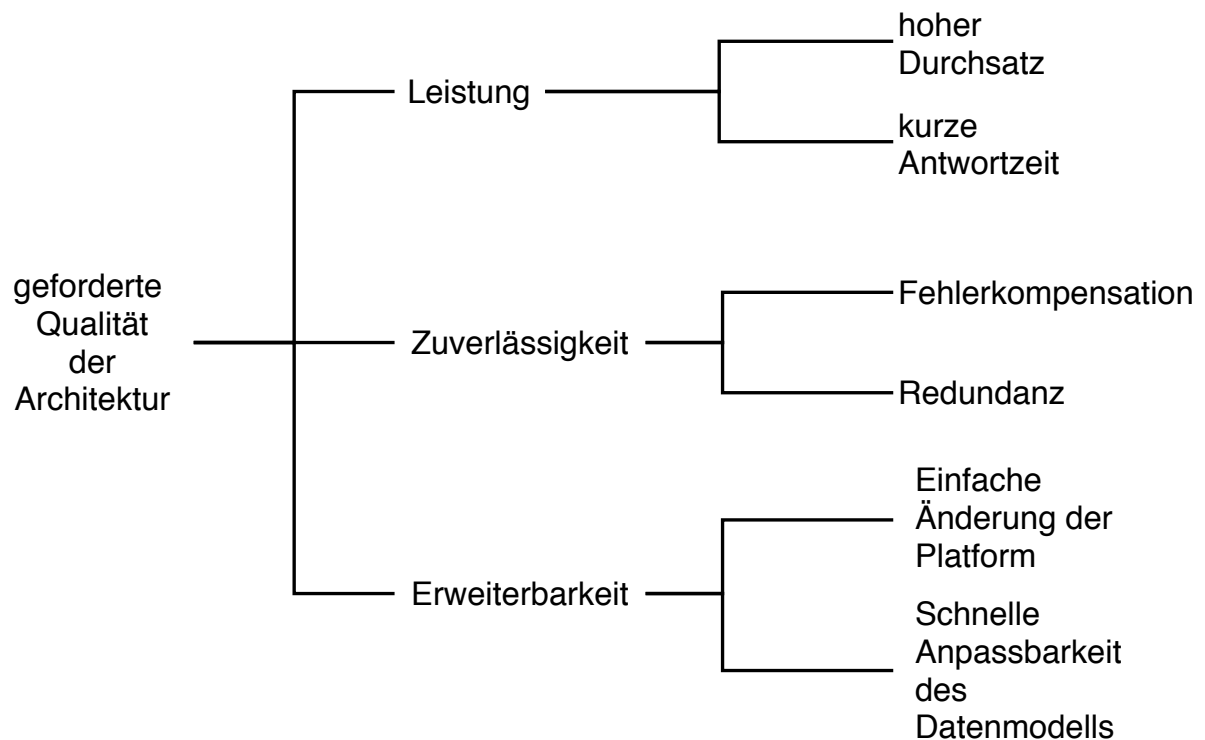 geforderte
Qualität
der
Architektur
Leistung
hoher
Durchsatz
kurze
Antwortzeit
Zuverlässigkeit
Fehlerkompensation
Redundanz
Erweiterbarkeit
Einfache
Änderung der
Platform
Schnelle
Anpassbarkeit
des
Datenmodells